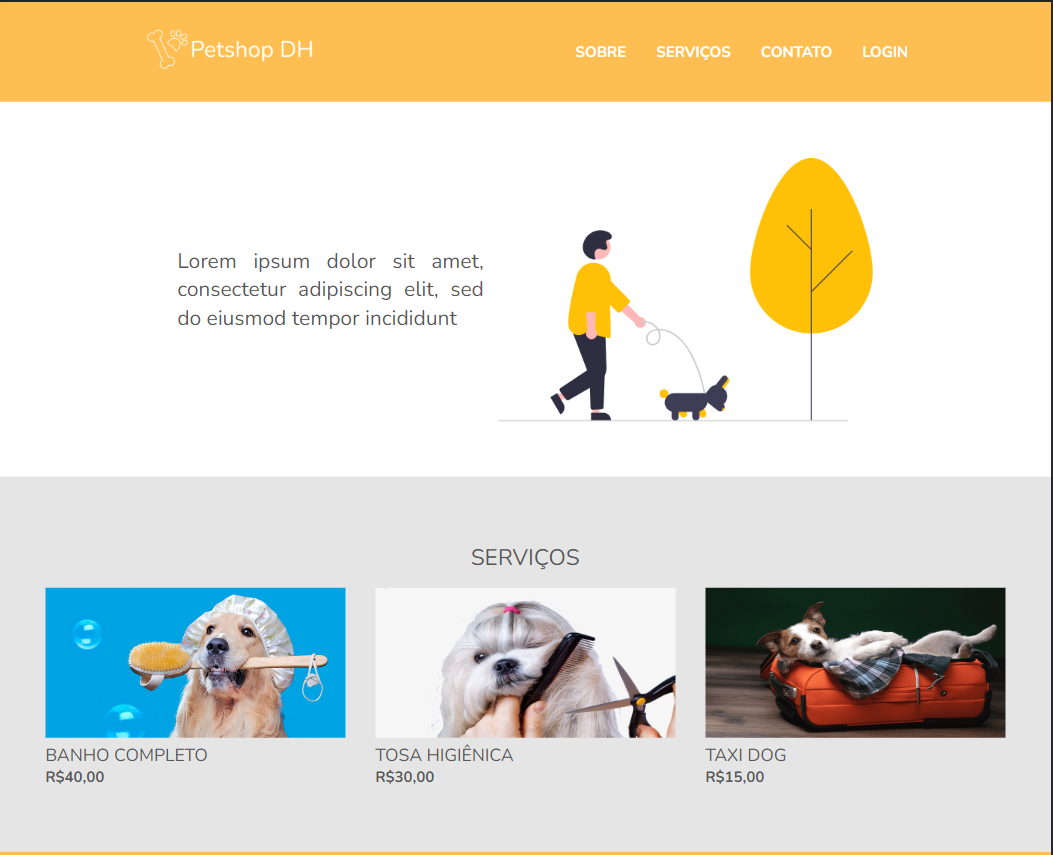 Petshop DH
SOBRE SERVIÇOS CONTATO LOGIN
Lorem ipsum dolor sit amet,
consectetur adipiscing elit, sed
do eiusmod tempor incididunt
SERVIÇOS
BANHO COMPLETO
R$40,00
TOSA HIGIÊNICA
R$30,00
TAXI DOG
R$15,00